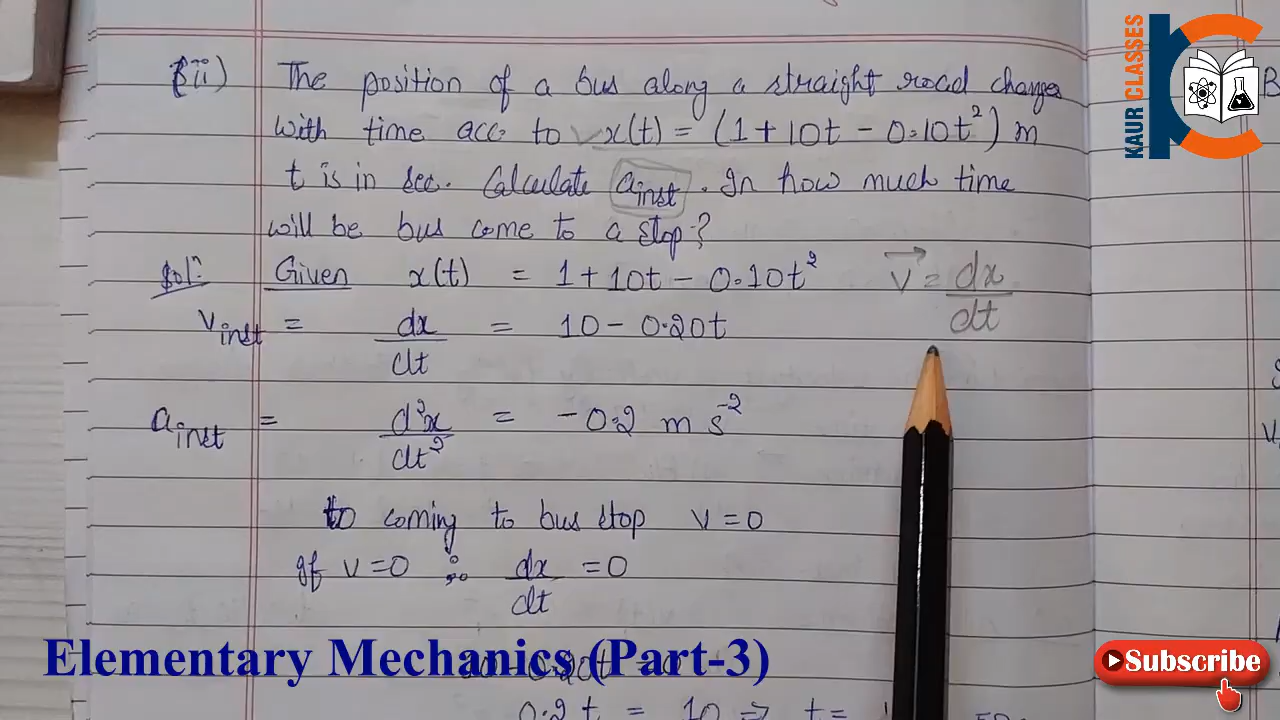 (ii) The position of a bus along a straight road changes
with time acc. to x(t) = (1 + 10t - 0.10t²) m
t is in sec. Calculate a_inst. In how much time
will be bus come to a stop?
Sol: Given x(t) = 1 + 10t - 0.10t²
v⃗ = dx/dt
v_inst = dx/dt = 10 - 0.20t
a_inst = d²x/dt² = -0.2 m s⁻²
to coming to bus stop v = 0
If v = 0 ∴ dx/dt = 0
0.2t = 10 ⇒ t =
KAUR CLASSES
Elementary Mechanics (Part-3)
Subscribe